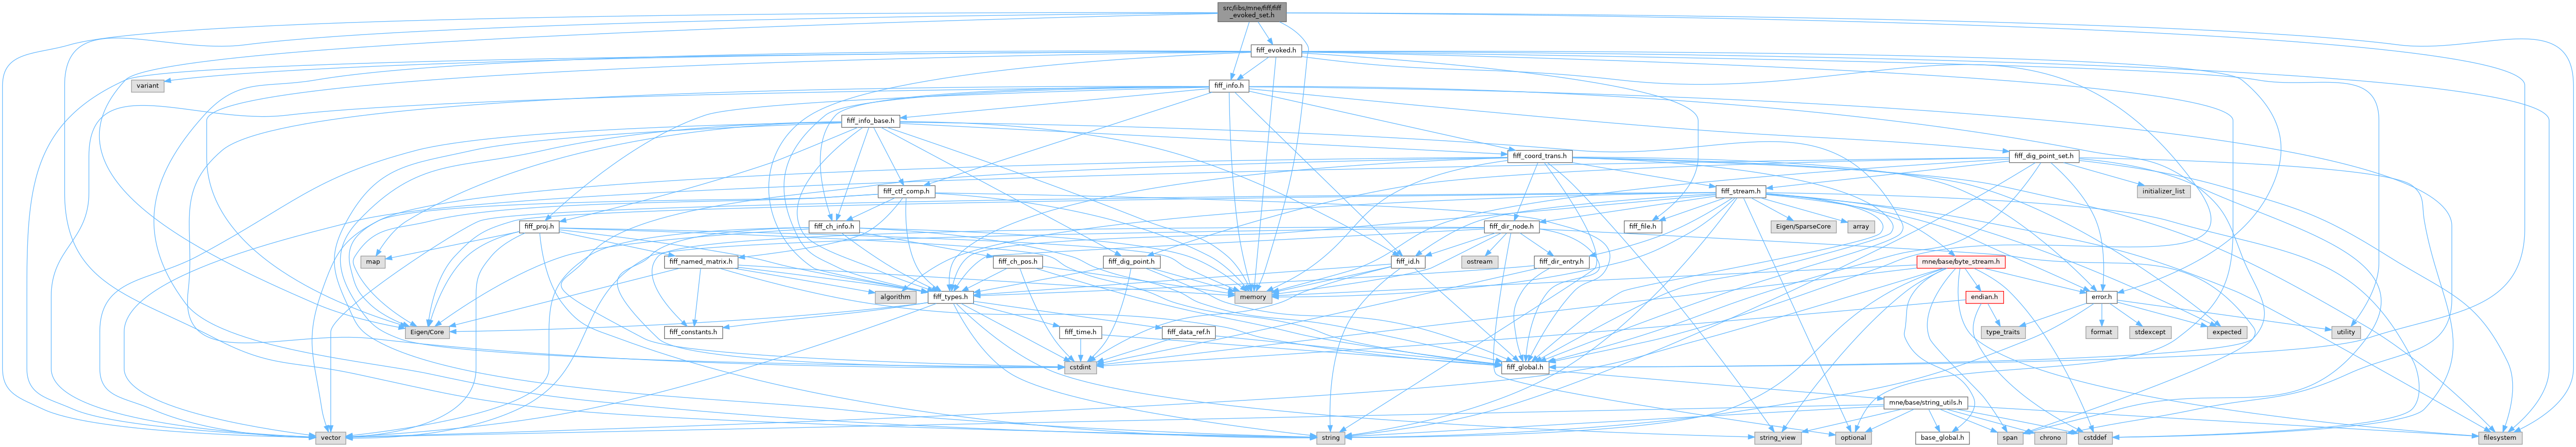 src/libs/mne/fiff/fiff
_evoked_set.h
fiff_evoked.h
variant
fiff_info.h
fiff_info_base.h
fiff_coord_trans.h
fiff_dig_point_set.h
fiff_ctf_comp.h
fiff_stream.h
initializer_list
fiff_proj.h
fiff_ch_info.h
fiff_file.h
fiff_dir_node.h
Eigen/SparseCore
array
map
fiff_named_matrix.h
fiff_ch_pos.h
fiff_dig_point.h
fiff_id.h
ostream
fiff_dir_entry.h
mne/base/byte_stream.h
algorithm
fiff_types.h
memory
endian.h
error.h
Eigen/Core
fiff_constants.h
fiff_time.h
fiff_data_ref.h
type_traits
format
stdexcept
expected
utility
cstdint
fiff_global.h
mne/base/string_utils.h
vector
string
string_view
optional
base_global.h
span
chrono
cstddef
filesystem